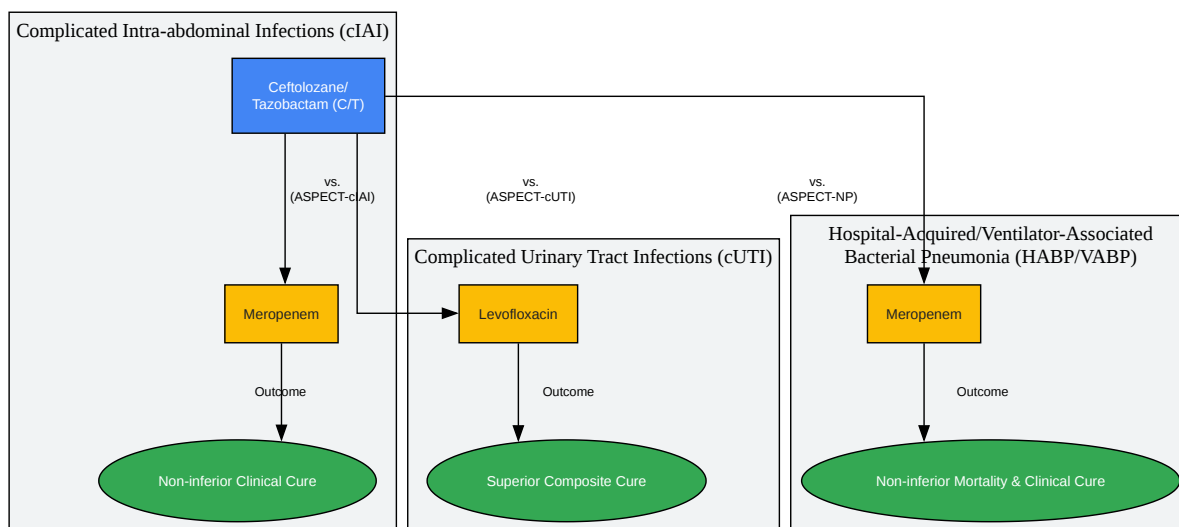 Complicated Intra-abdominal Infections (cIAI)
Ceftolozane/
Tazobactam (C/T)
vs.
(ASPECT-cIAI)
vs.
(ASPECT-cUTI)
vs.
(ASPECT-NP)
Complicated Urinary Tract Infections (cUTI)
Hospital-Acquired/Ventilator-Associated
Bacterial Pneumonia (HABP/VABP)
Meropenem
Levofloxacin
Meropenem
Outcome
Outcome
Outcome
Non-inferior Clinical Cure
Superior Composite Cure
Non-inferior Mortality & Clinical Cure